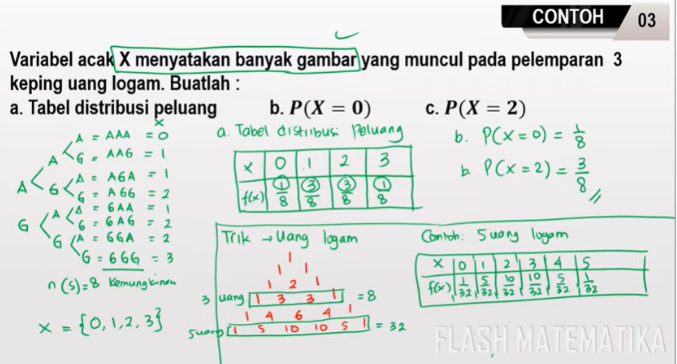 CONTOH 03
Variabel acak X menyatakan banyak gambar yang muncul pada pelemparan 3
keping uang logam. Buatlah :
a. Tabel distribusi peluang b. P(X = 0) c. P(X = 2)
x
A = AAA = 0
A
G = AAG = 1
A
A = AGA = 1
G
G = AGG = 2
A = GAA = 1
A
G = GAG = 2
G
A = GGA = 2
G
G = GGG = 3
n(S) = 8 kemungkinan
X = {0,1,2,3}
a. Tabel distribusi peluang
X 0 1 2 3
f(x) 1/8 3/8 3/8 1/8
b. P(X=0) = 1/8
b. P(X=2) = 3/8
Trik → Uang logam
1
1 1
1 2 1
3 uang 1 3 3 1 = 8
1 4 6 4 1
5 uang 1 5 10 10 5 1 = 32
Contoh: 5 uang logam
X 0 1 2 3 4 5
f(x) 1/32 5/32 10/32 10/32 5/32 1/32
FLASH MATEMATIKA